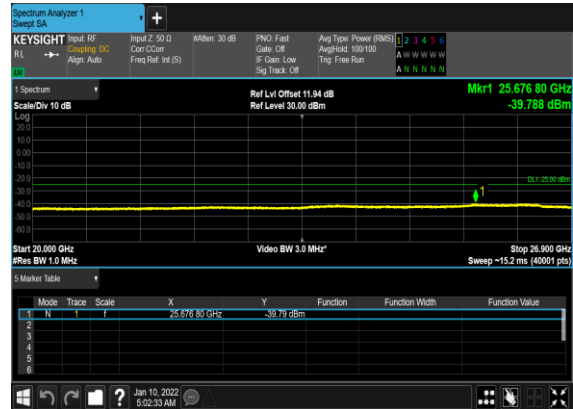 Spectrum Analyzer 1
Swept SA
+
KEYSIGHT Input: RF Input Z: 50 Ω #Atten: 30 dB PNO: Fast Avg Type: Power (RMS) 1 2 3 4 5 6
RL Coupling: DC Corr CCorr Gate: Off Avg|Hold: 100/100 A W W W W W
Align: Auto Freq Ref: Int (S) IF Gain: Low Trig: Free Run
LW Sig Track: Off A N N N N N
1 Spectrum Ref Lvl Offset 11.94 dB Mkr1 25.676 80 GHz
Scale/Div 10 dB Ref Level 30.00 dBm -39.788 dBm
Log
20.0
10.0
0.00
-10.0
-20.0
DL1 -25.00 dBm
-30.0
1
-40.0
-50.0
-60.0
Start 20.000 GHz Video BW 3.0 MHz* Stop 26.900 GHz
#Res BW 1.0 MHz Sweep ~15.2 ms (40001 pts)
5 Marker Table
Mode Trace Scale X Y Function Function Width Function Value
1 N 1 f 25.676 80 GHz -39.79 dBm
2
3
4
5
6
? Jan 10, 2022
5:02:33 AM